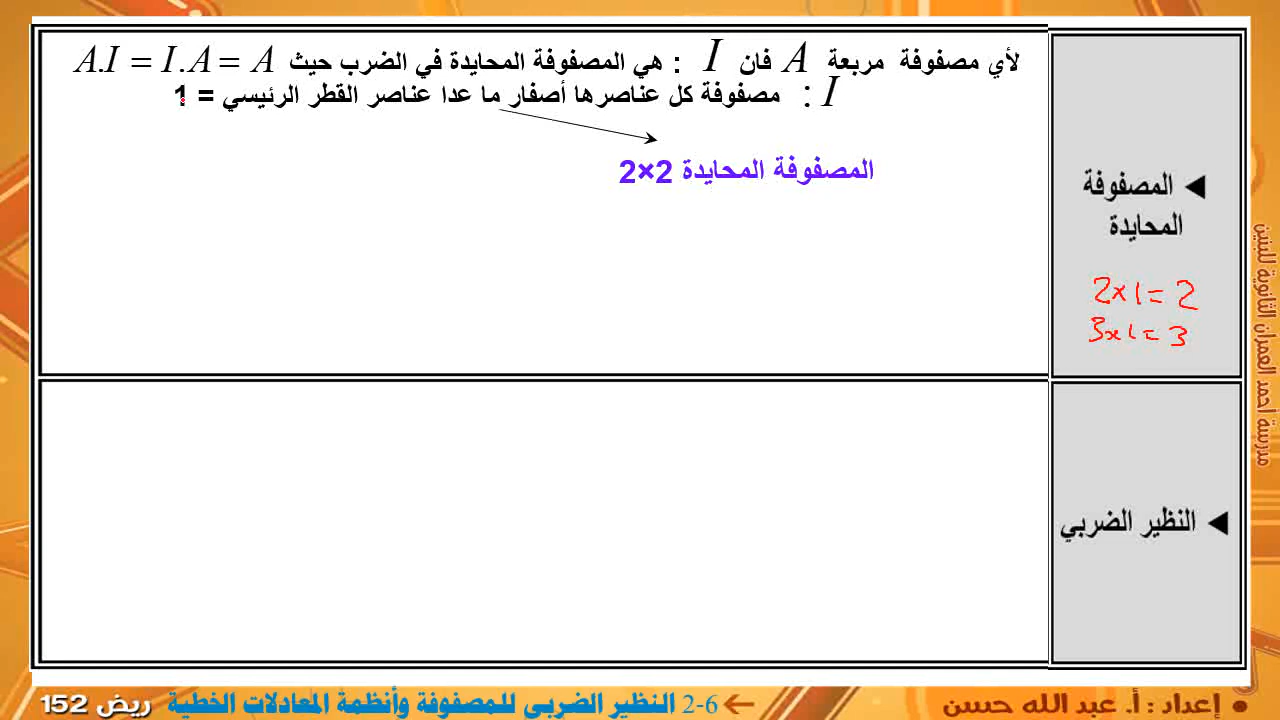 لأي مصفوفة مربعة A فان I : هي المصفوفة المحايدة في الضرب حيث A.I = I.A = A
I : مصفوفة كل عناصرها أصفار ما عدا عناصر القطر الرئيسي = 1
المصفوفة المحايدة 2×2
المصفوفة
المحايدة
2×1=2
3×1=3
النظير الضربي
مدرسة أحمد العمران الثانوية للبنين
إعداد : أ. عبد الله حسن
2-6 النظير الضربي للمصفوفة وأنظمة المعادلات الخطية
ريض 152